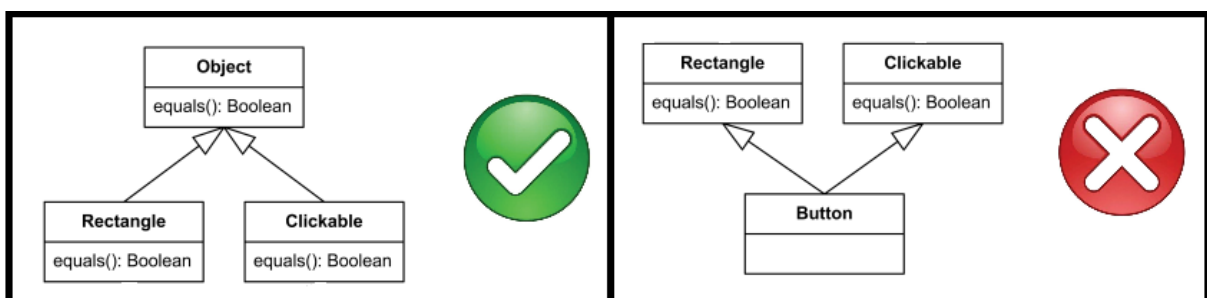 Object
equals(): Boolean
Rectangle
equals(): Boolean
Clickable
equals(): Boolean
Rectangle
equals(): Boolean
Clickable
equals(): Boolean
Button